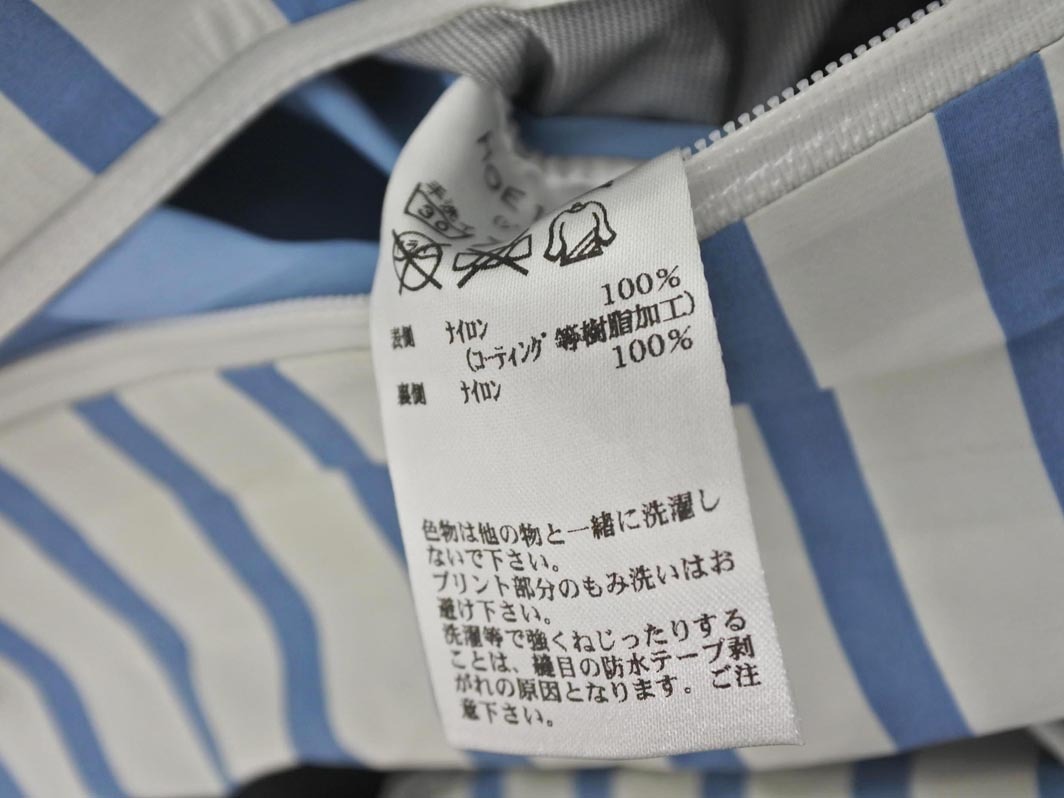 手洗イ
30
100%
表側 ナイロン
(コーティング等樹脂加工)
100%
裏側 ナイロン
色物は他の物と一緒に洗濯し
ないで下さい。
プリント部分のもみ洗いはお
避け下さい。
洗濯等で強くねじったりする
ことは、縫目の防水テープ剥
がれの原因となります。ご注
意下さい。